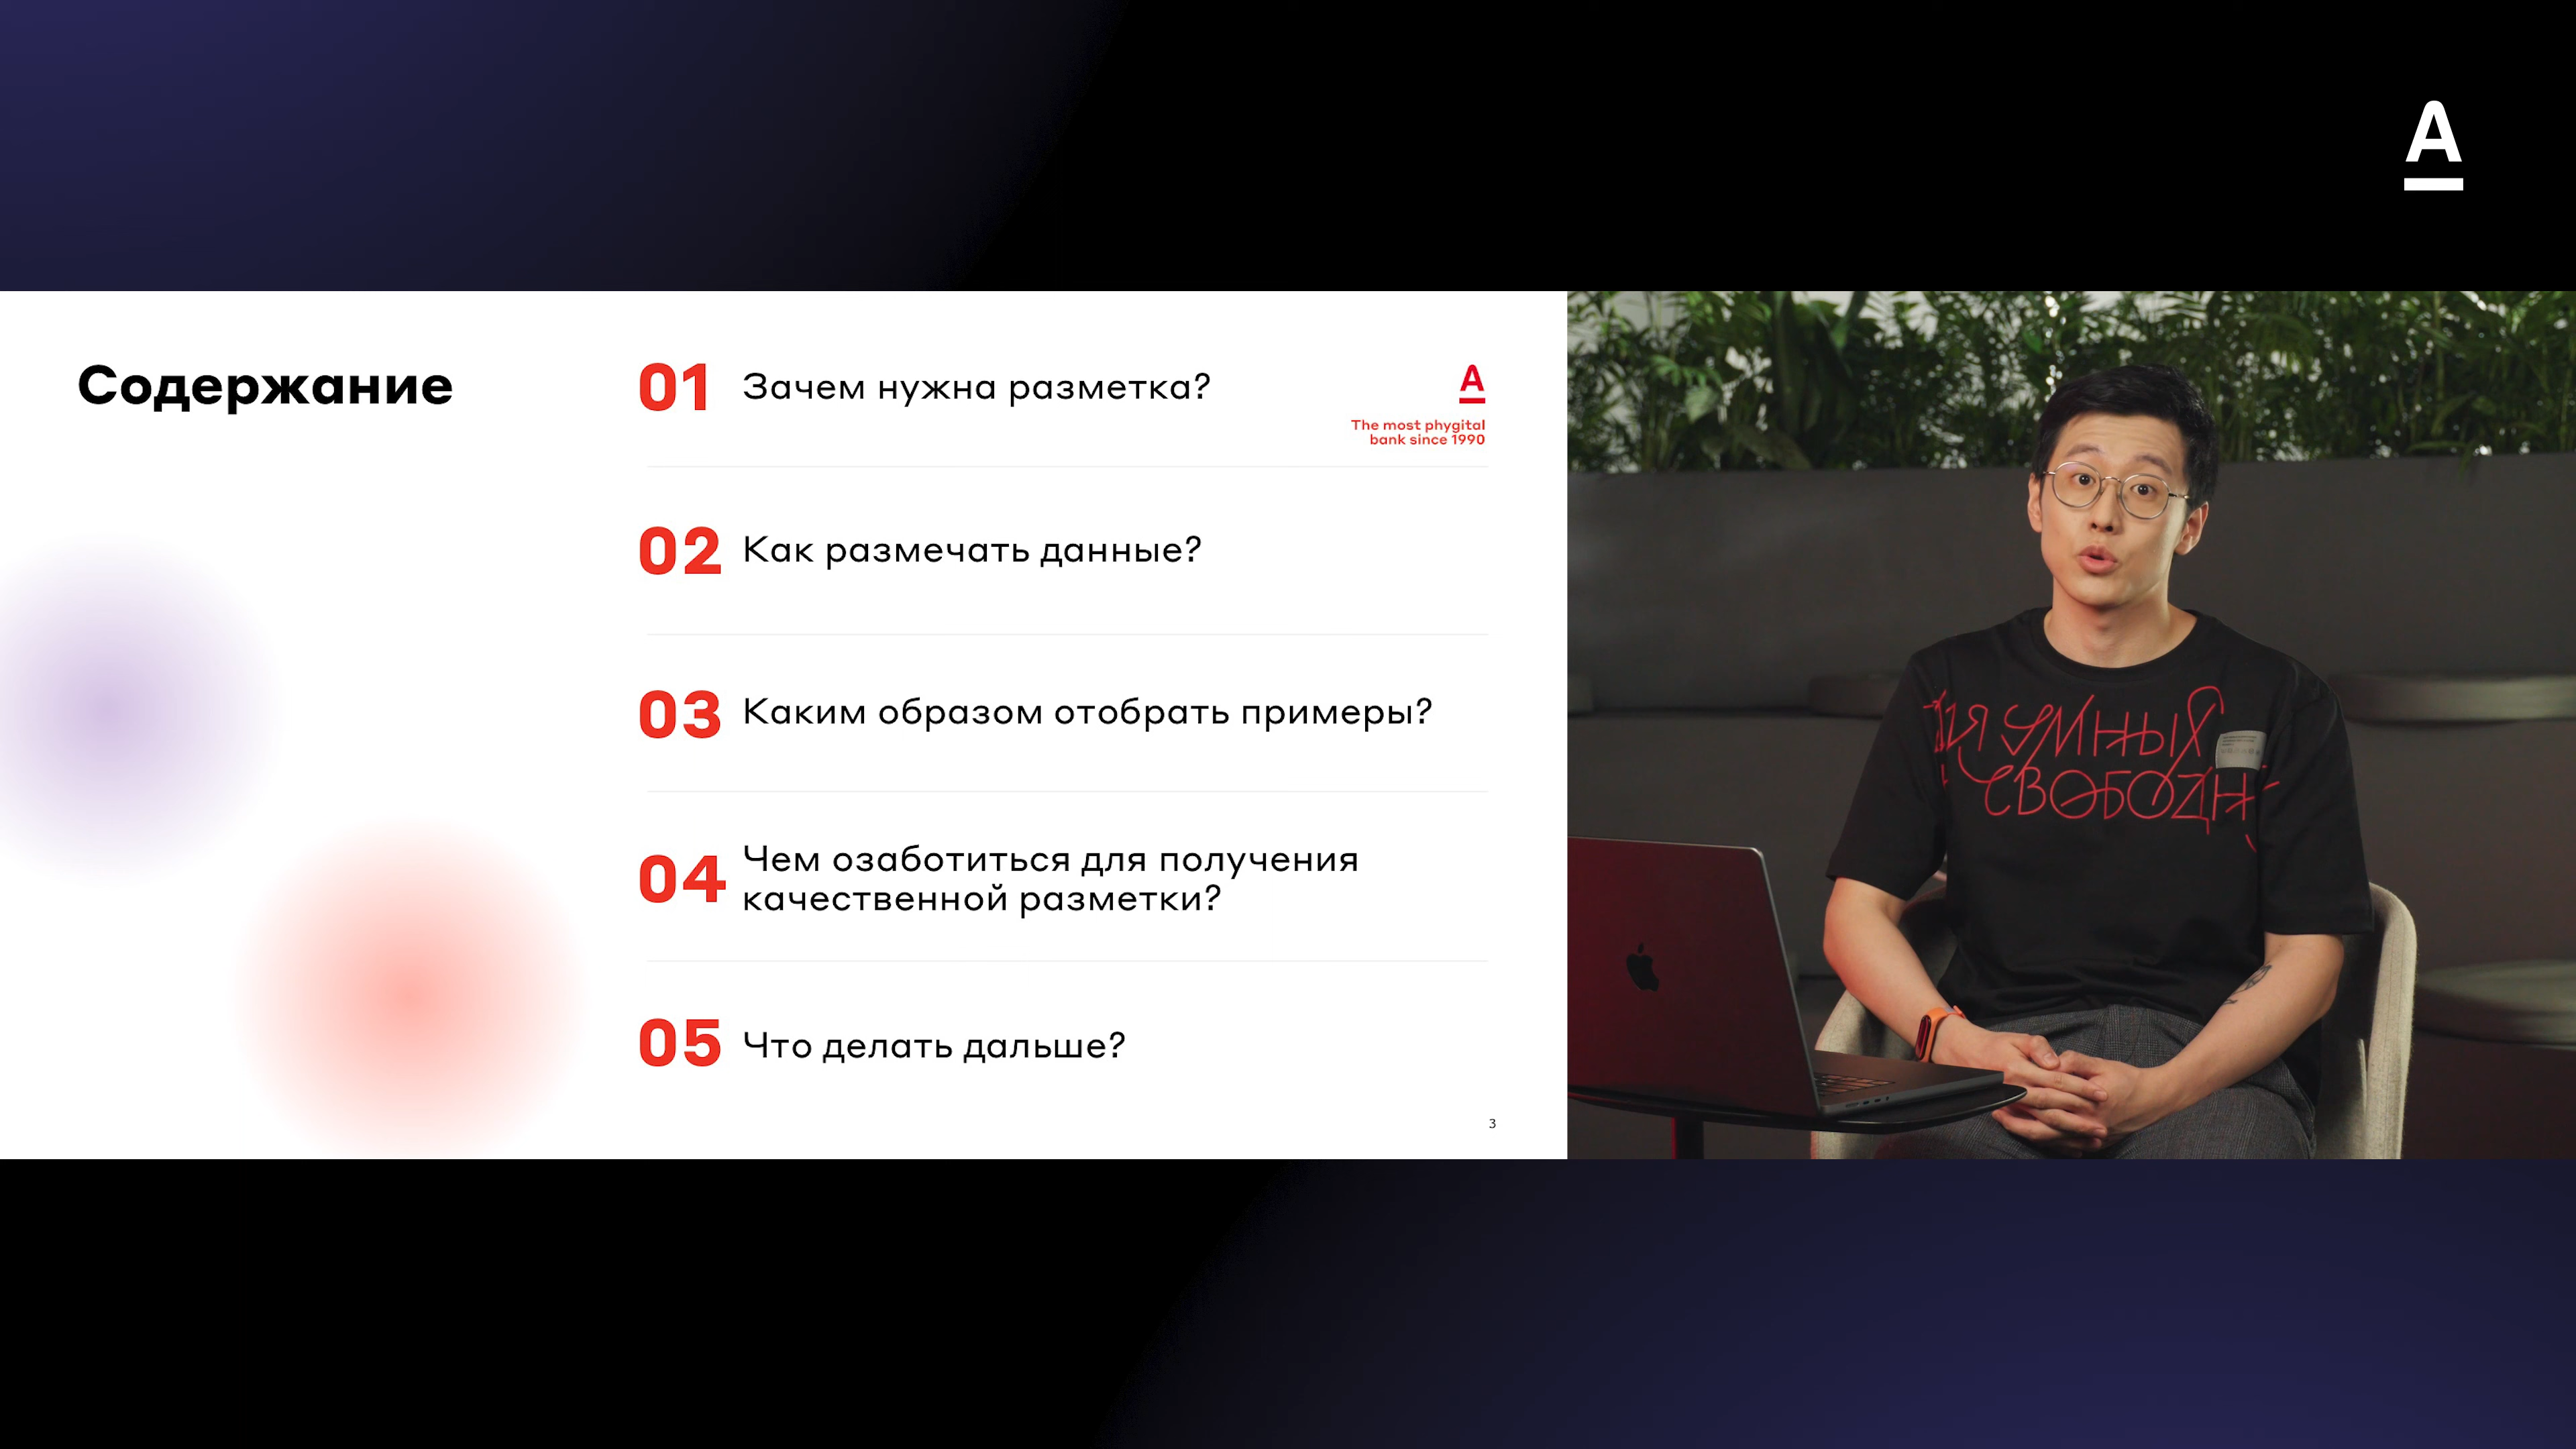 А
Содержание
01 Зачем нужна разметка?
А
The most phygital
bank since 1990
02 Как размечать данные?
03 Каким образом отобрать примеры?
04 Чем озаботиться для получения
качественной разметки?
05 Что делать дальше?
3
УМНЫХ